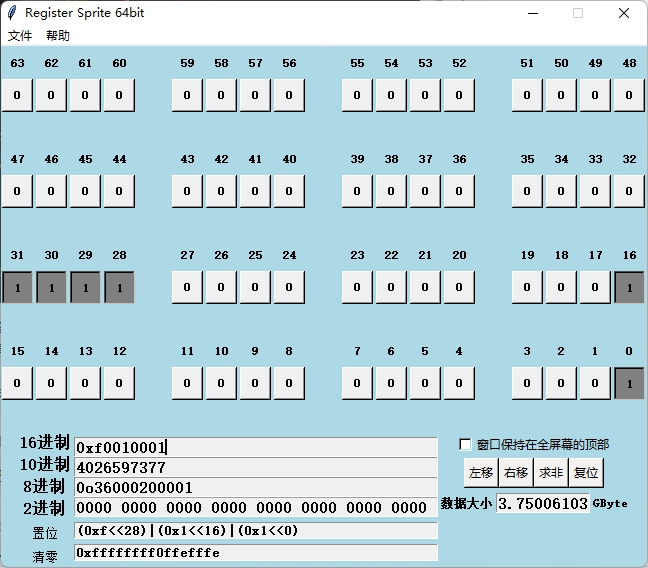 Register Sprite 64bit
文件 帮助
63 62 61 60 59 58 57 56 55 54 53 52 51 50 49 48
0 0 0 0 0 0 0 0 0 0 0 0 0 0 0 0
47 46 45 44 43 42 41 40 39 38 37 36 35 34 33 32
0 0 0 0 0 0 0 0 0 0 0 0 0 0 0 0
31 30 29 28 27 26 25 24 23 22 21 20 19 18 17 16
1 1 1 1 0 0 0 0 0 0 0 0 0 0 0 1
15 14 13 12 11 10 9 8 7 6 5 4 3 2 1 0
0 0 0 0 0 0 0 0 0 0 0 0 0 0 0 1
16进制 0xf0010001
10进制 4026597377
8进制 0o36000200001
2进制 0000 0000 0000 0000 0000 0000 0000 0000
置位 (0xf<<28)|(0x1<<16)|(0x1<<0)
清零 0xffffffff0ffefffe
窗口保持在全屏幕的顶部
左移 右移 求非 复位
数据大小 3.75006103 GByte